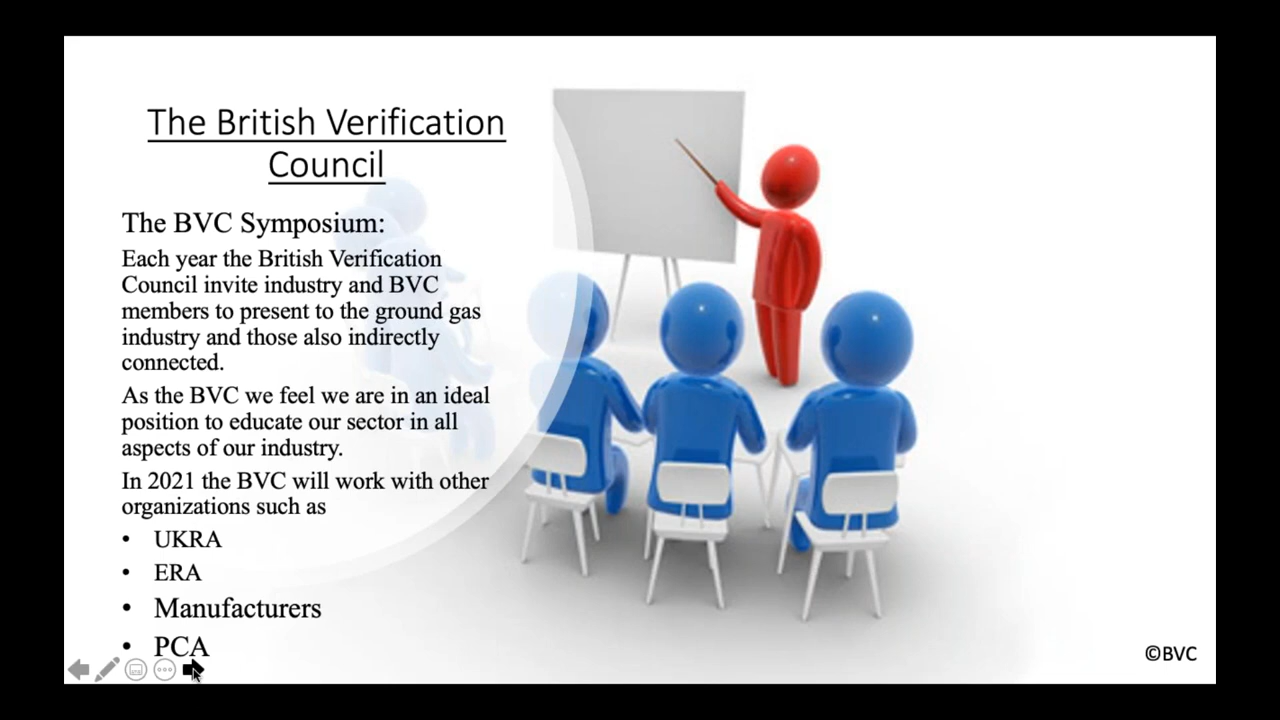 The British Verification
Council
The BVC Symposium:
Each year the British Verification
Council invite industry and BVC
members to present to the ground gas
industry and those also indirectly
connected.
As the BVC we feel we are in an ideal
position to educate our sector in all
aspects of our industry.
In 2021 the BVC will work with other
organizations such as
• UKRA
• ERA
• Manufacturers
• PCA
©BVC